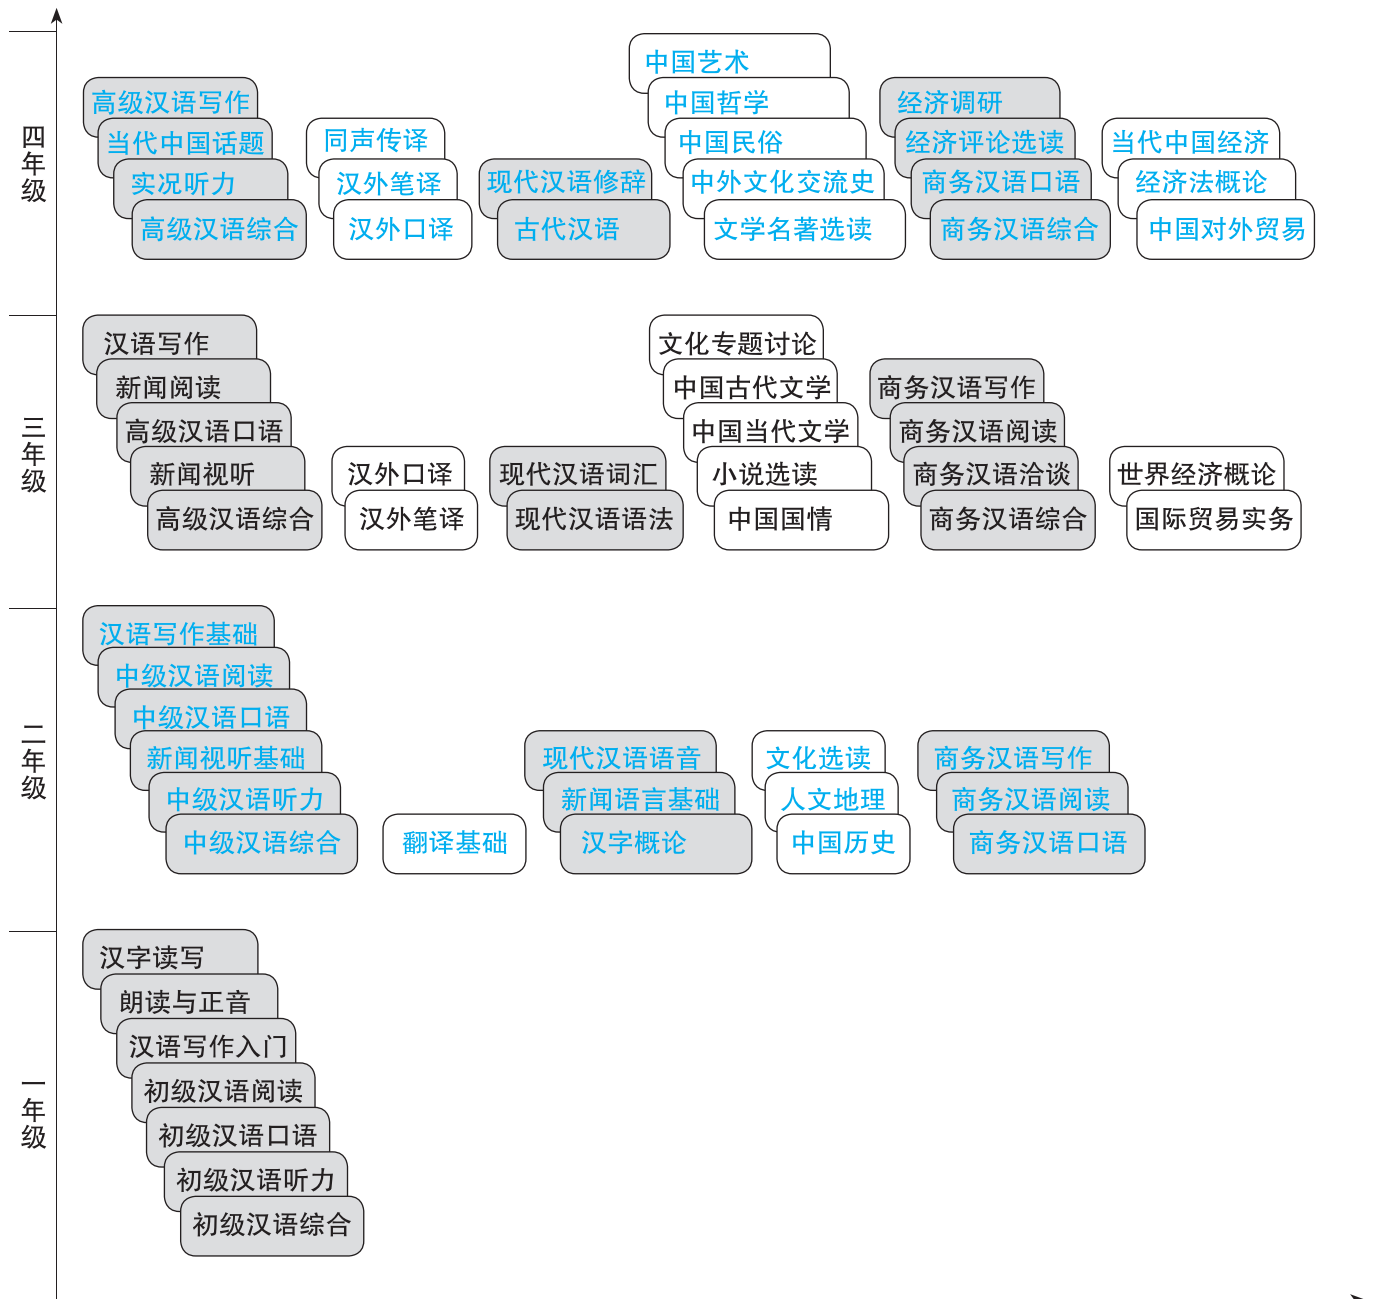 四年级
高级汉语写作
当代中国话题
实况听力
高级汉语综合
同声传译
汉外笔译
汉外口译
现代汉语修辞
古代汉语
中国艺术
中国哲学
中国民俗
中外文化交流史
文学名著选读
经济调研
经济评论选读
商务汉语口语
商务汉语综合
当代中国经济
经济法概论
中国对外贸易
三年级
汉语写作
新闻阅读
高级汉语口语
新闻视听
高级汉语综合
汉外口译
汉外笔译
现代汉语词汇
现代汉语语法
文化专题讨论
中国古代文学
中国当代文学
小说选读
中国国情
商务汉语写作
商务汉语阅读
商务汉语洽谈
商务汉语综合
世界经济概论
国际贸易实务
二年级
汉语写作基础
中级汉语阅读
中级汉语口语
新闻视听基础
中级汉语听力
中级汉语综合
翻译基础
现代汉语语音
新闻语言基础
汉字概论
文化选读
人文地理
中国历史
商务汉语写作
商务汉语阅读
商务汉语口语
一年级
汉字读写
朗读与正音
汉语写作入门
初级汉语阅读
初级汉语口语
初级汉语听力
初级汉语综合